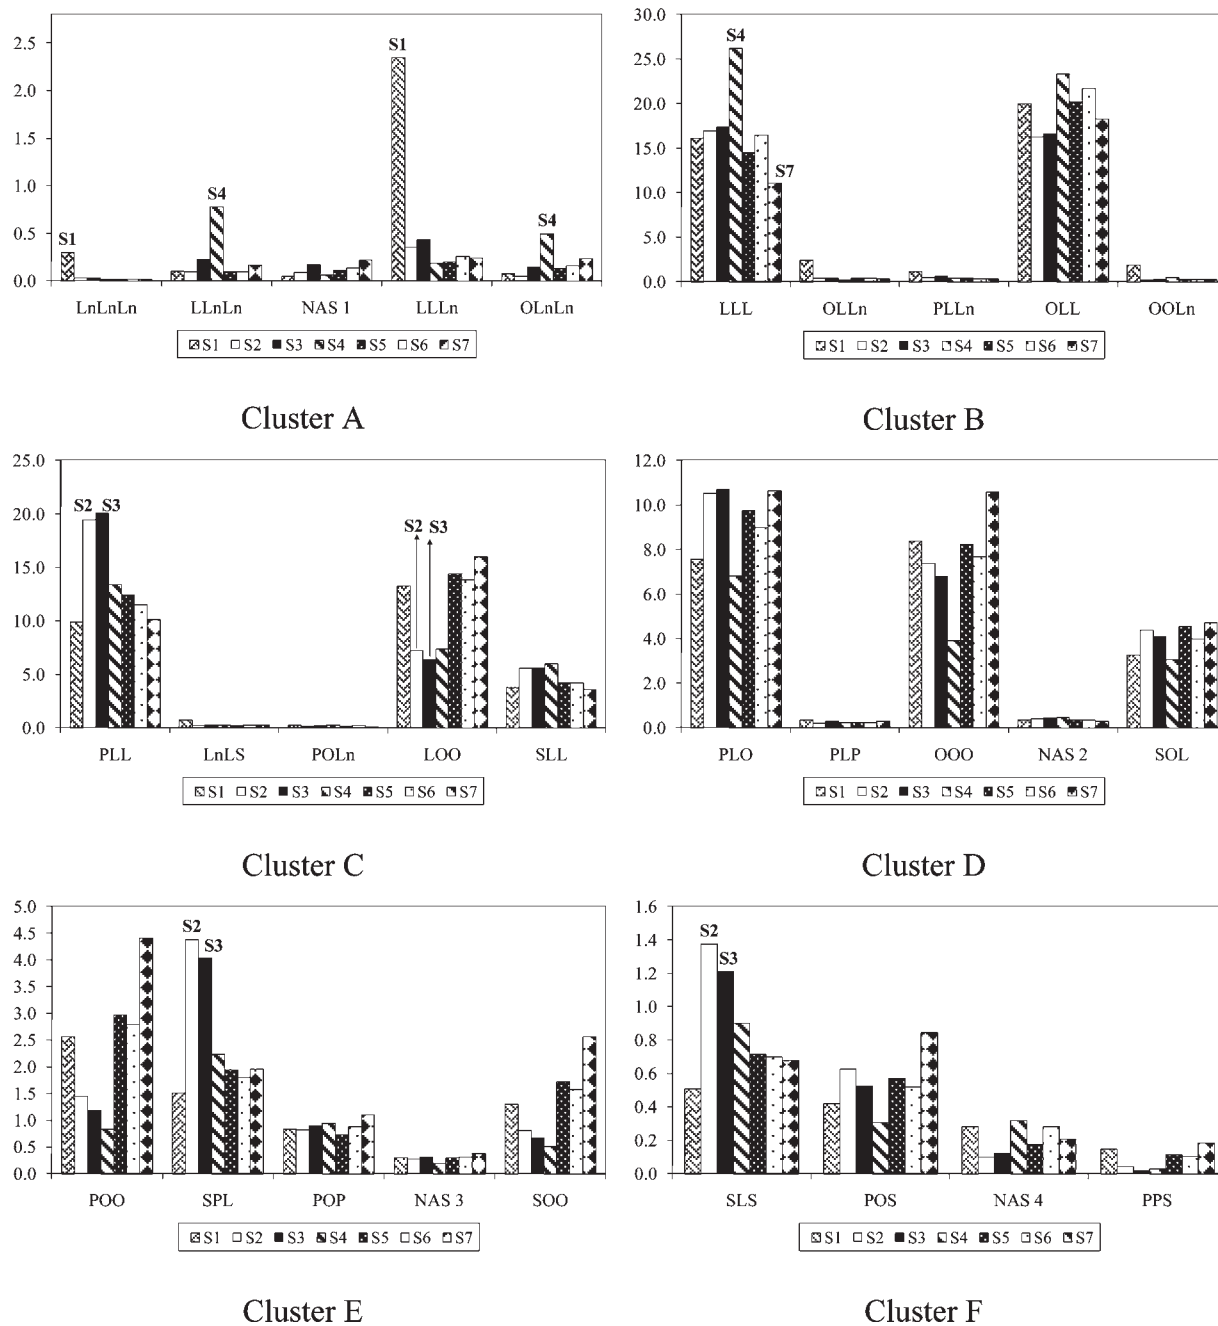 2.5
2.0
1.5
1.0
0.5
0.0
S1
S4
S1
S4
LnLnLn LLnLn NAS 1 LLLn OLnLn
S1 S2 S3 S4 S5 S6 S7
Cluster A
30.0
25.0
20.0
15.0
10.0
5.0
0.0
S4
S7
LLL OLLn PLLn OLL OOLn
S1 S2 S3 S4 S5 S6 S7
Cluster B
25.0
20.0
15.0
10.0
5.0
0.0
S2 S3
S2 S3
PLL LnLS POLn LOO SLL
S1 S2 S3 S4 S5 S6 S7
Cluster C
12.0
10.0
8.0
6.0
4.0
2.0
0.0
PLO PLP OOO NAS 2 SOL
S1 S2 S3 S4 S5 S6 S7
Cluster D
5.0
4.5
4.0
3.5
3.0
2.5
2.0
1.5
1.0
0.5
0.0
S2
S3
POO SPL POP NAS 3 SOO
S1 S2 S3 S4 S5 S6 S7
Cluster E
1.6
1.4
1.2
1.0
0.8
0.6
0.4
0.2
0.0
S2
S3
SLS POS NAS 4 PPS
S1 S2 S3 S4 S5 S6 S7
Cluster F